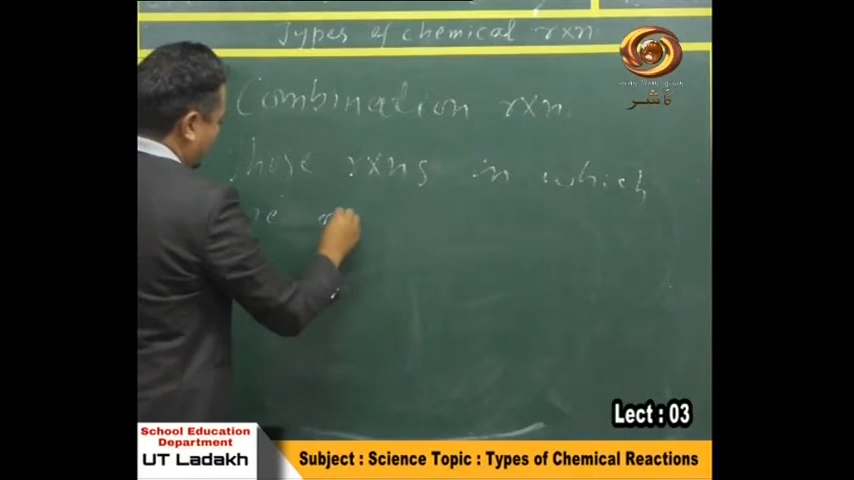 Types of chemical rxn
Combination rxn.
Those rxns in which
کأشر
Lect : 03
School Education
Department
UT Ladakh
Subject : Science Topic : Types of Chemical Reactions